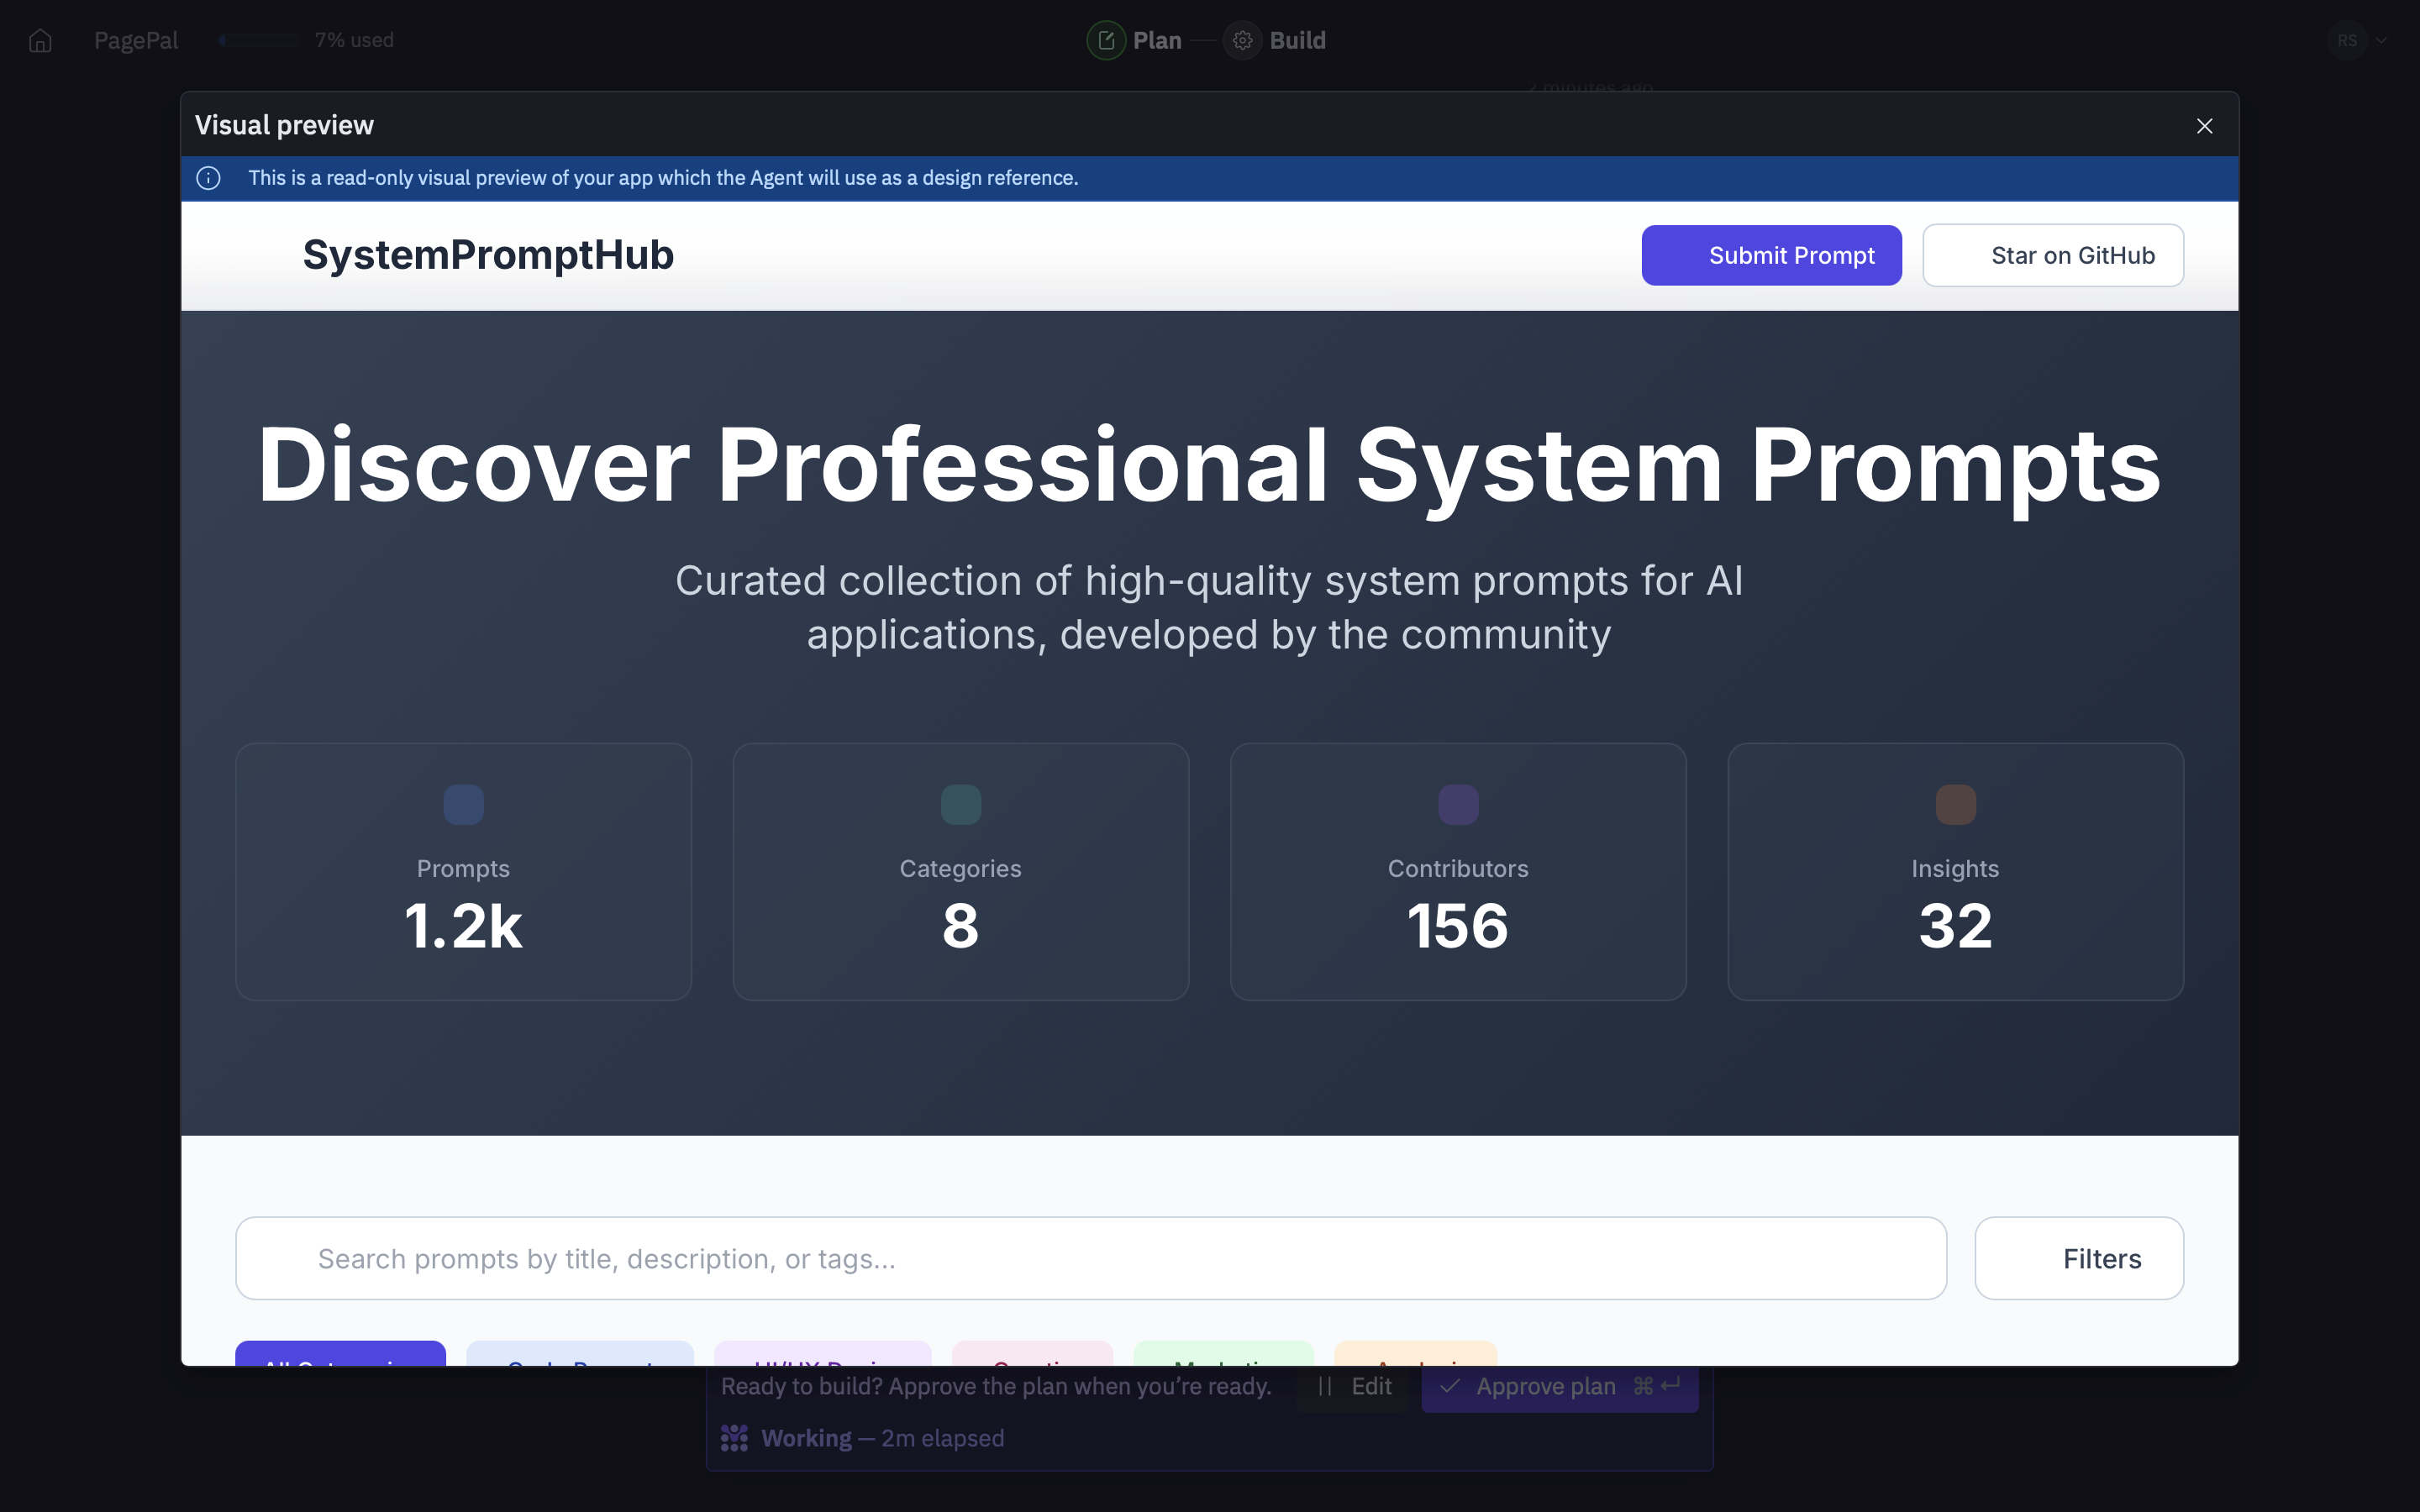 PagePal
7% used
Plan
Build
RS
2 minutes ago
Visual preview
This is a read-only visual preview of your app which the Agent will use as a design reference.
SystemPromptHub
Submit Prompt
Star on GitHub
Discover Professional System Prompts
Curated collection of high-quality system prompts for AI
applications, developed by the community
Prompts
1.2k
Categories
8
Contributors
156
Insights
32
Search prompts by title, description, or tags...
Filters
Ready to build? Approve the plan when you’re ready.
Edit
Approve plan ⌘
Working — 2m elapsed